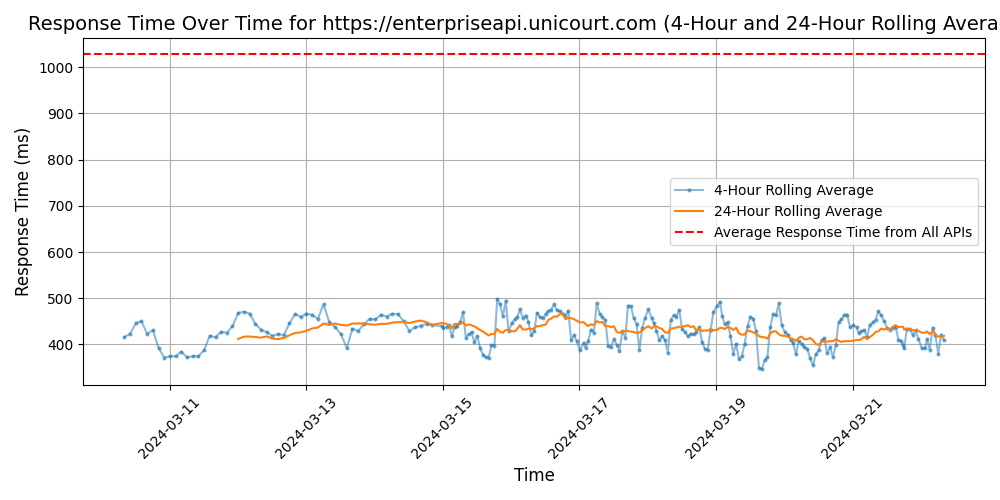 Response Time Over Time for https://enterpriseapi.unicourt.com (4-Hour and 24-Hour Rolling Avera
Response Time (ms)
1000
900
800
700
600
500
400
4-Hour Rolling Average
24-Hour Rolling Average
Average Response Time from All APIs
2024-03-11
2024-03-13
2024-03-15
2024-03-17
2024-03-19
2024-03-21
Time